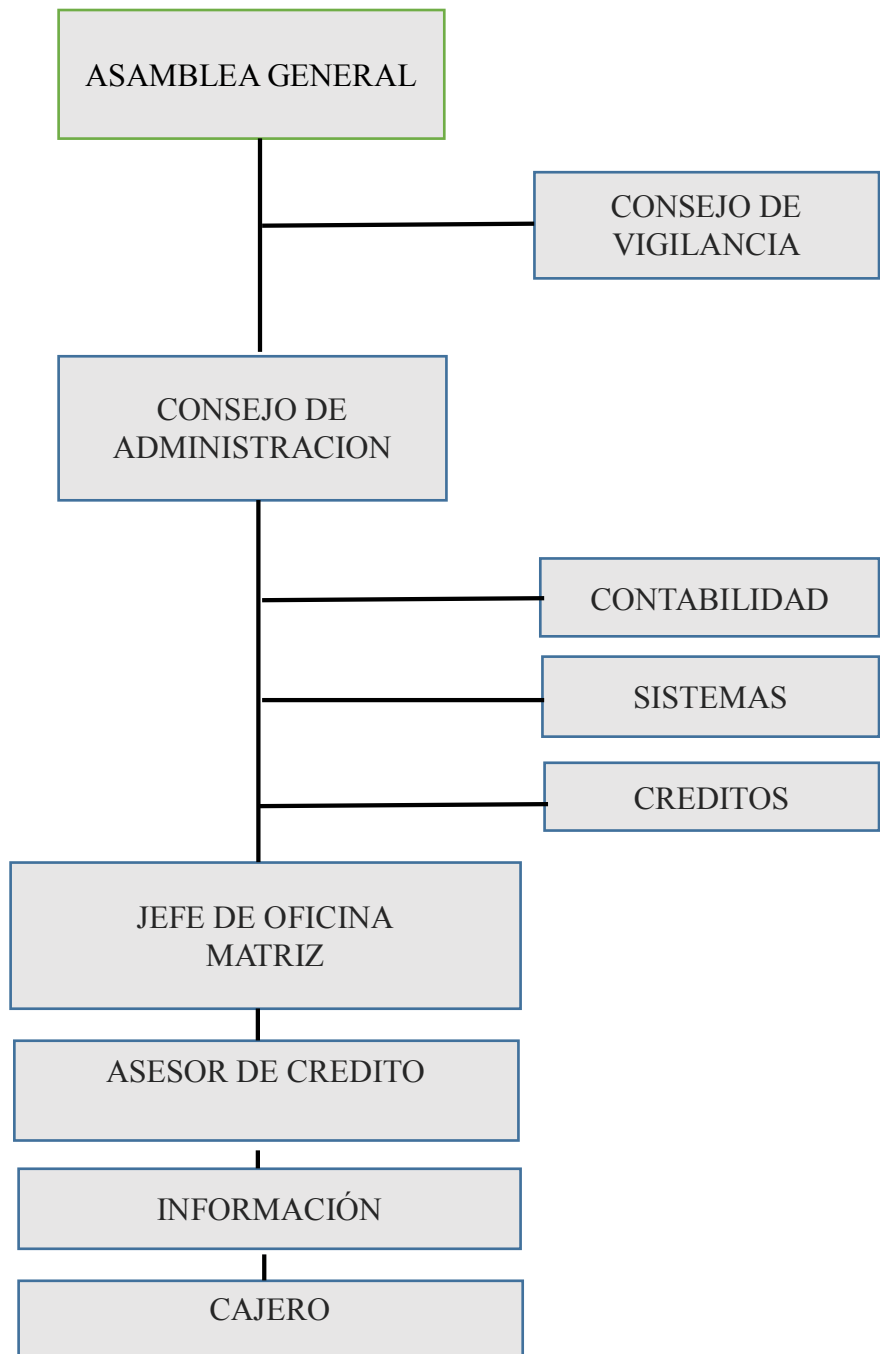 ASAMBLEA GENERAL
CONSEJO DE
VIGILANCIA
CONSEJO DE
ADMINISTRACION
CONTABILIDAD
SISTEMAS
CREDITOS
JEFE DE OFICINA
MATRIZ
ASESOR DE CREDITO
INFORMACIÓN
CAJERO